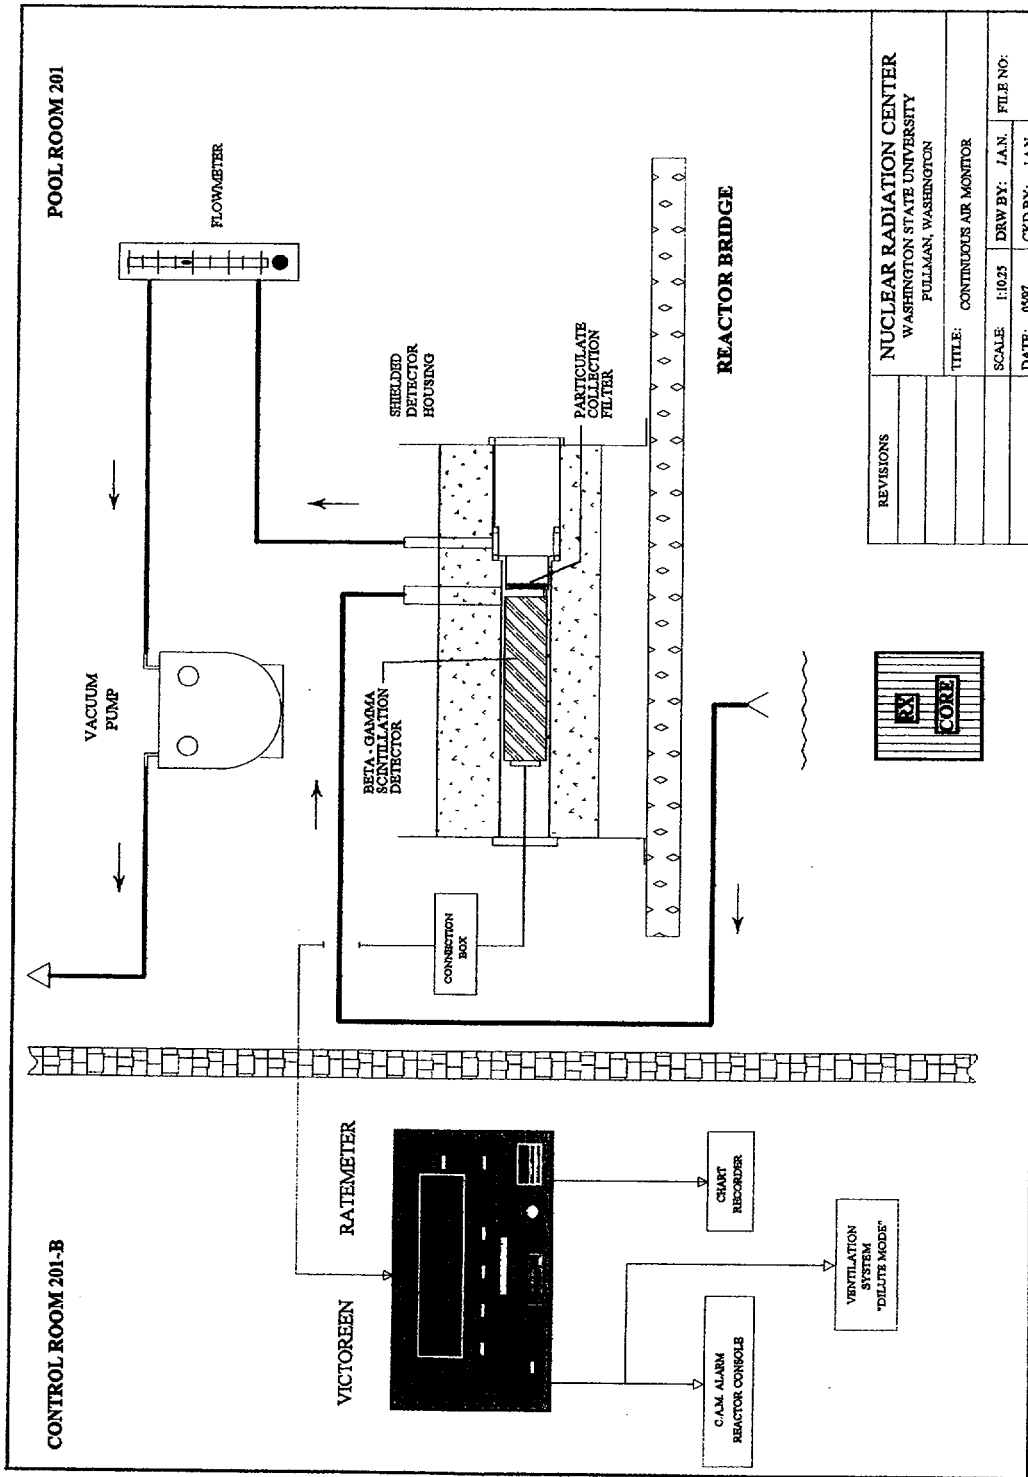 CONTROL ROOM 201-B
POOL ROOM 201
VACUUM
PUMP
FLOWMETER
VICTOREEN RATEMETER
CONNECTION
BOX
BETA - GAMMA
SCINTILLATION
DETECTOR
SHIELDED
DETECTOR
HOUSING
PARTICULATE
COLLECTION
FILTER
REACTOR BRIDGE
C.A.M. ALARM
REACTOR CONSOLE
CHART
RECORDER
VENTILATION
SYSTEM
"DILUTE MODE"
RX
CORE
REVISIONS
NUCLEAR RADIATION CENTER
WASHINGTON STATE UNIVERSITY
PULLMAN, WASHINGTON
TITLE: CONTINUOUS AIR MONITOR
SCALE: 1:10.25 DRW BY: J.A.N. FILE NO:
DATE: 05/97 CKD BY: J.A.N.